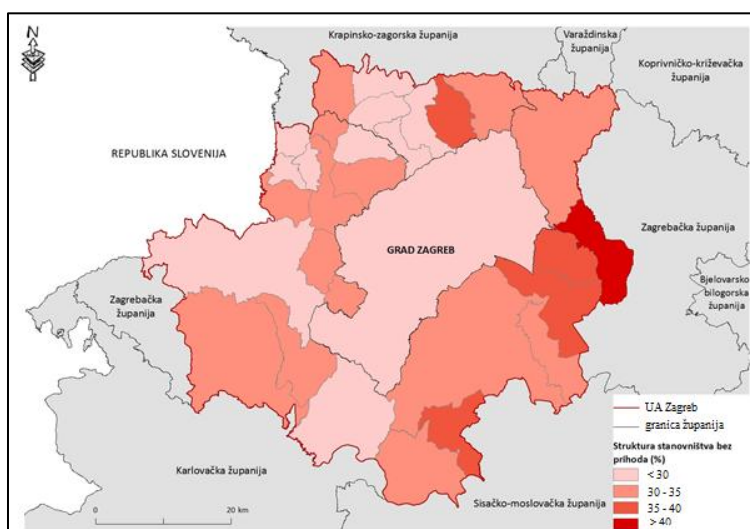 N
Krapinsko-zagorska županija
Varaždinska
županija
Koprivničko-križevačka
županija
REPUBLIKA SLOVENIJA
GRAD ZAGREB
Zagrebačka županija
Zagrebačka
županija
Bjelovarsko-
bilogorska
županija
Karlovačka županija
Sisačko-moslovačka županija
0
20 km
UA Zagreb
granica županija
Struktura stanovništva bez
prihoda (%)
< 30
30 - 35
35 - 40
> 40